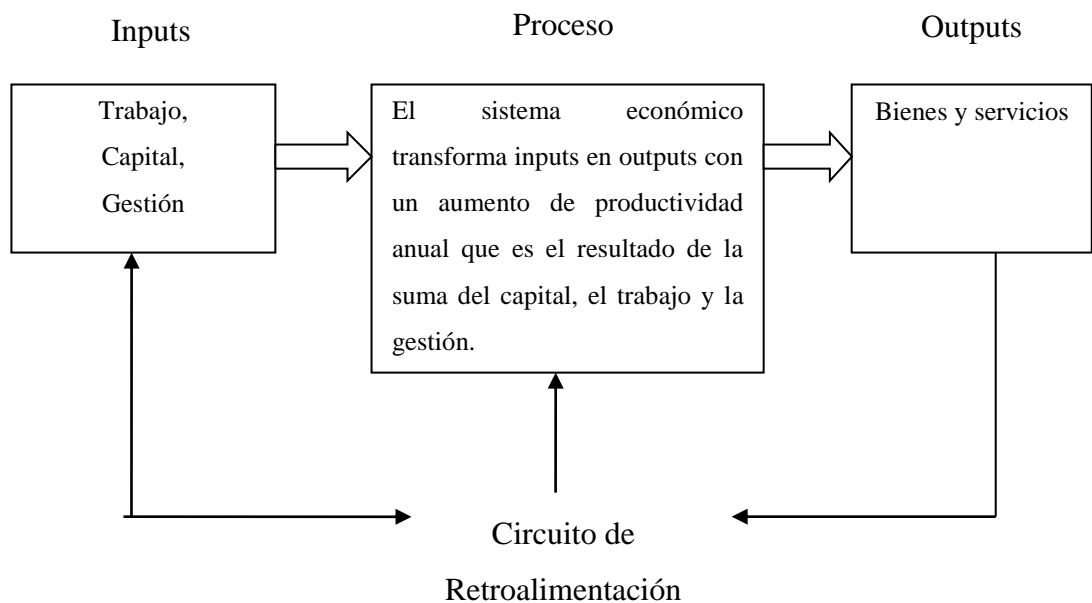 Inputs
Proceso
Outputs
Trabajo,
Capital,
Gestión
El sistema económico
transforma inputs en outputs con
un aumento de productividad
anual que es el resultado de la
suma del capital, el trabajo y la
gestión.
Bienes y servicios
Circuito de
Retroalimentación